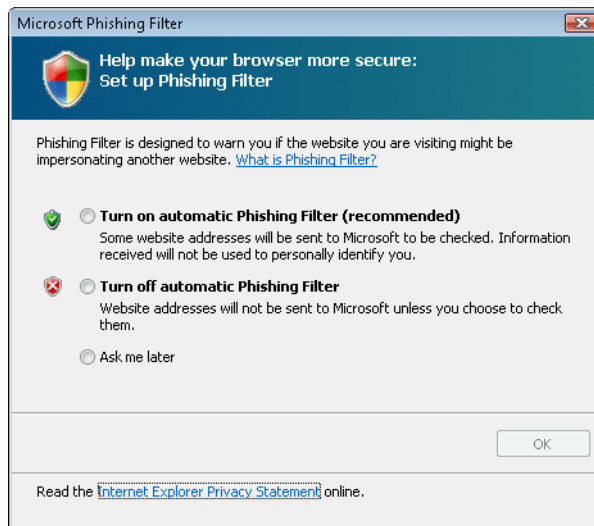 Microsoft Phishing Filter
Help make your browser more secure:
Set up Phishing Filter
Phishing Filter is designed to warn you if the website you are visiting might be
impersonating another website. What is Phishing Filter?
Turn on automatic Phishing Filter (recommended)
Some website addresses will be sent to Microsoft to be checked. Information
received will not be used to personally identify you.
Turn off automatic Phishing Filter
Website addresses will not be sent to Microsoft unless you choose to check
them.
Ask me later
OK
Read the Internet Explorer Privacy Statement online.